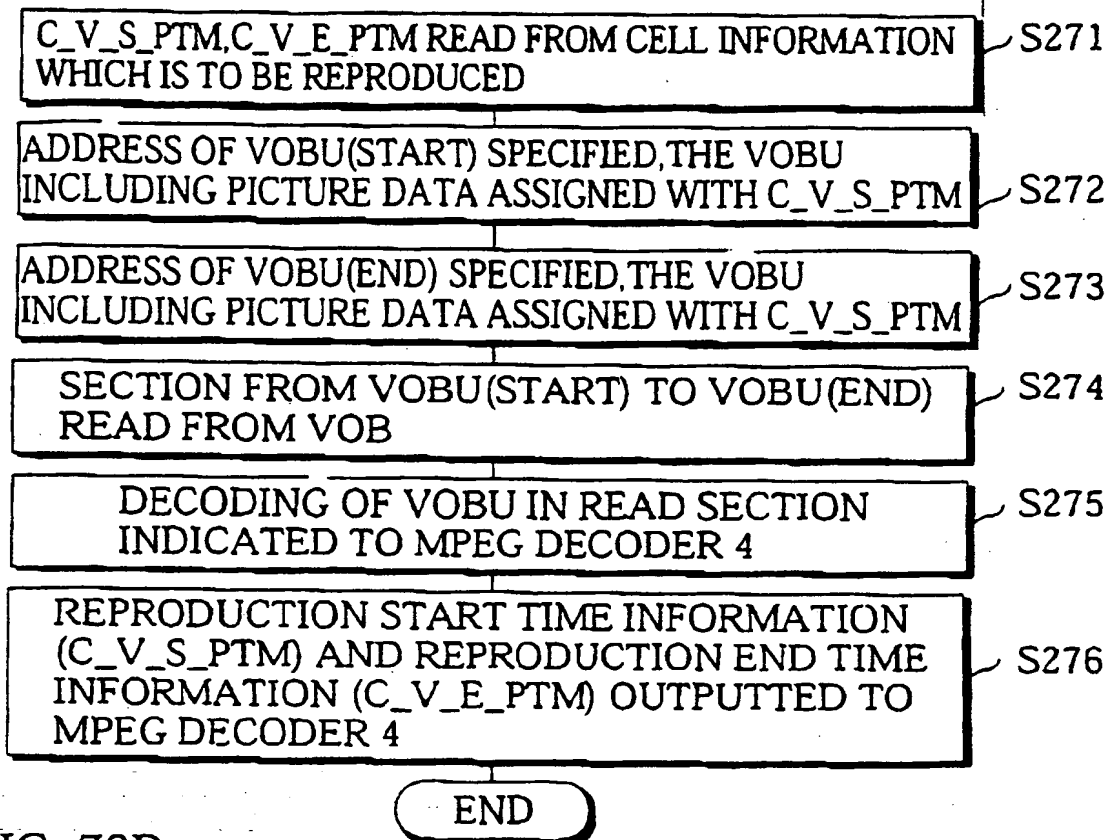 C_V_S_PTM,C_V_E_PTM READ FROM CELL INFORMATION
WHICH IS TO BE REPRODUCED
S271
ADDRESS OF VOBU(START) SPECIFIED,THE VOBU
INCLUDING PICTURE DATA ASSIGNED WITH C_V_S_PTM
S272
ADDRESS OF VOBU(END) SPECIFIED,THE VOBU
INCLUDING PICTURE DATA ASSIGNED WITH C_V_S_PTM
S273
SECTION FROM VOBU(START) TO VOBU(END)
READ FROM VOB
S274
DECODING OF VOBU IN READ SECTION
INDICATED TO MPEG DECODER 4
S275
REPRODUCTION START TIME INFORMATION
(C_V_S_PTM) AND REPRODUCTION END TIME
INFORMATION (C_V_E_PTM) OUTPUTTED TO
MPEG DECODER 4
S276
END